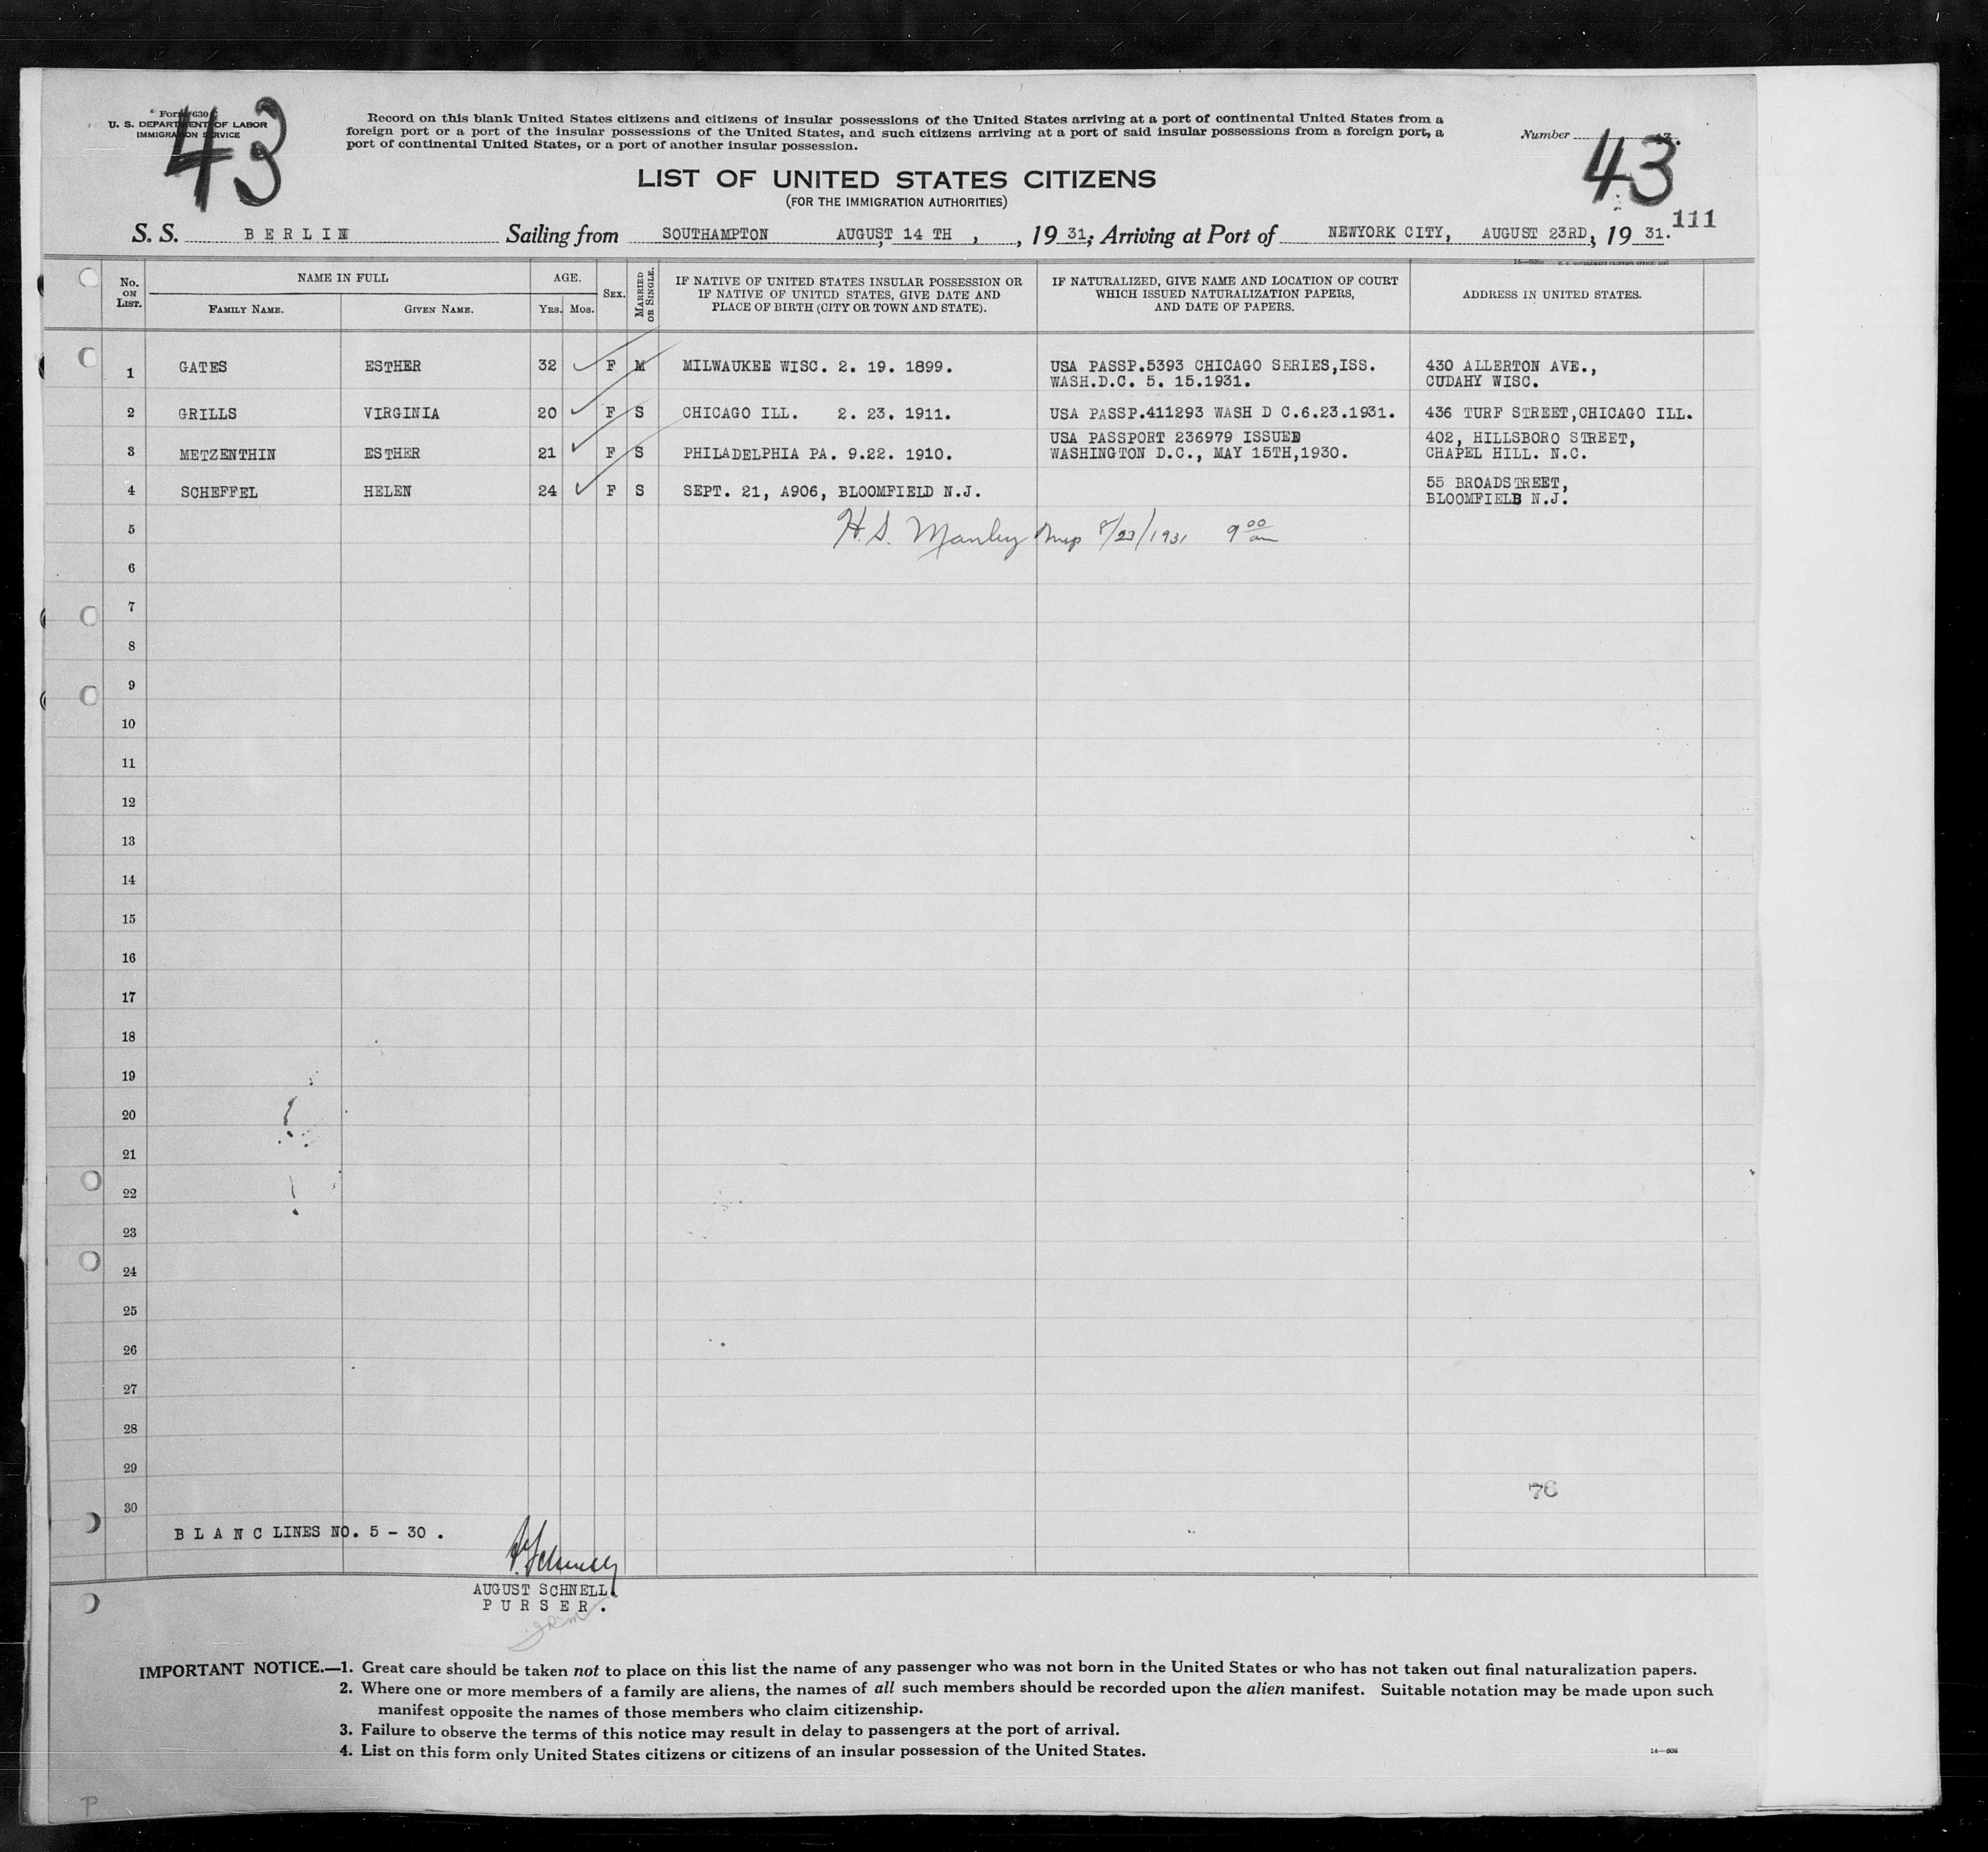 Form 630
U. S. DEPARTMENT OF LABOR
IMMIGRATION SERVICE
43
Record on this blank United States citizens and citizens of insular possessions of the United States arriving at a port of continental United States from a
foreign port or a port of the insular possessions of the United States, and such citizens arriving at a port of said insular possessions from a foreign port, a
port of continental United States, or a port of another insular possession.
Number 43.
43
LIST OF UNITED STATES CITIZENS
(FOR THE IMMIGRATION AUTHORITIES)
111
S. S. BERLIN Sailing from SOUTHAMPTON AUGUST 14 TH , , 19 31; Arriving at Port of NEWYORK CITY, AUGUST 23RD, 19 31.
No. ON LIST. NAME IN FULL AGE. SEX. MARRIED OR SINGLE. IF NATIVE OF UNITED STATES INSULAR POSSESSION OR IF NATIVE OF UNITED STATES, GIVE DATE AND PLACE OF BIRTH (CITY OR TOWN AND STATE). IF NATURALIZED, GIVE NAME AND LOCATION OF COURT WHICH ISSUED NATURALIZATION PAPERS, AND DATE OF PAPERS. ADDRESS IN UNITED STATES.
FAMILY NAME. GIVEN NAME. Yrs. Mos.
1 GATES ESTHER 32 F M MILWAUKEE WISC. 2. 19. 1899. USA PASSP.5393 CHICAGO SERIES,ISS. 430 ALLERTON AVE.,
WASH.D.C. 5. 15.1931. CUDAHY WISC.
2 GRILLS VIRGINIA 20 F S CHICAGO ILL. 2. 23. 1911. USA PASSP.411293 WASH D C.6.23.1931. 436 TURF STREET,CHICAGO ILL.
USA PASSPORT 236979 ISSUED 402, HILLSBORO STREET,
3 METZENTHIN ESTHER 21 F S PHILADELPHIA PA. 9.22. 1910. WASHINGTON D.C., MAY 15TH,1930. CHAPEL HILL. N.C.
4 SCHEFFEL HELEN 24 F S SEPT. 21, A906, BLOOMFIELD N.J. 55 BROADSTREET,
BLOOMFIELD N.J.
5 H. S. Manley Insp 8/23/1931 9 00 am
6
7
8
9
10
11
12
13
14
15
16
17
18
19
20
21
22
23
24
25
26
27
28
29
76
30
B L A N C LINES NO. 5 - 30 .
A. Schnell
AUGUST SCHNELL.
P U R S E R .
IMPORTANT NOTICE.—1. Great care should be taken not to place on this list the name of any passenger who was not born in the United States or who has not taken out final naturalization papers.
2. Where one or more members of a family are aliens, the names of all such members should be recorded upon the alien manifest. Suitable notation may be made upon such
manifest opposite the names of those members who claim citizenship.
3. Failure to observe the terms of this notice may result in delay to passengers at the port of arrival.
4. List on this form only United States citizens or citizens of an insular possession of the United States.
14—608
P